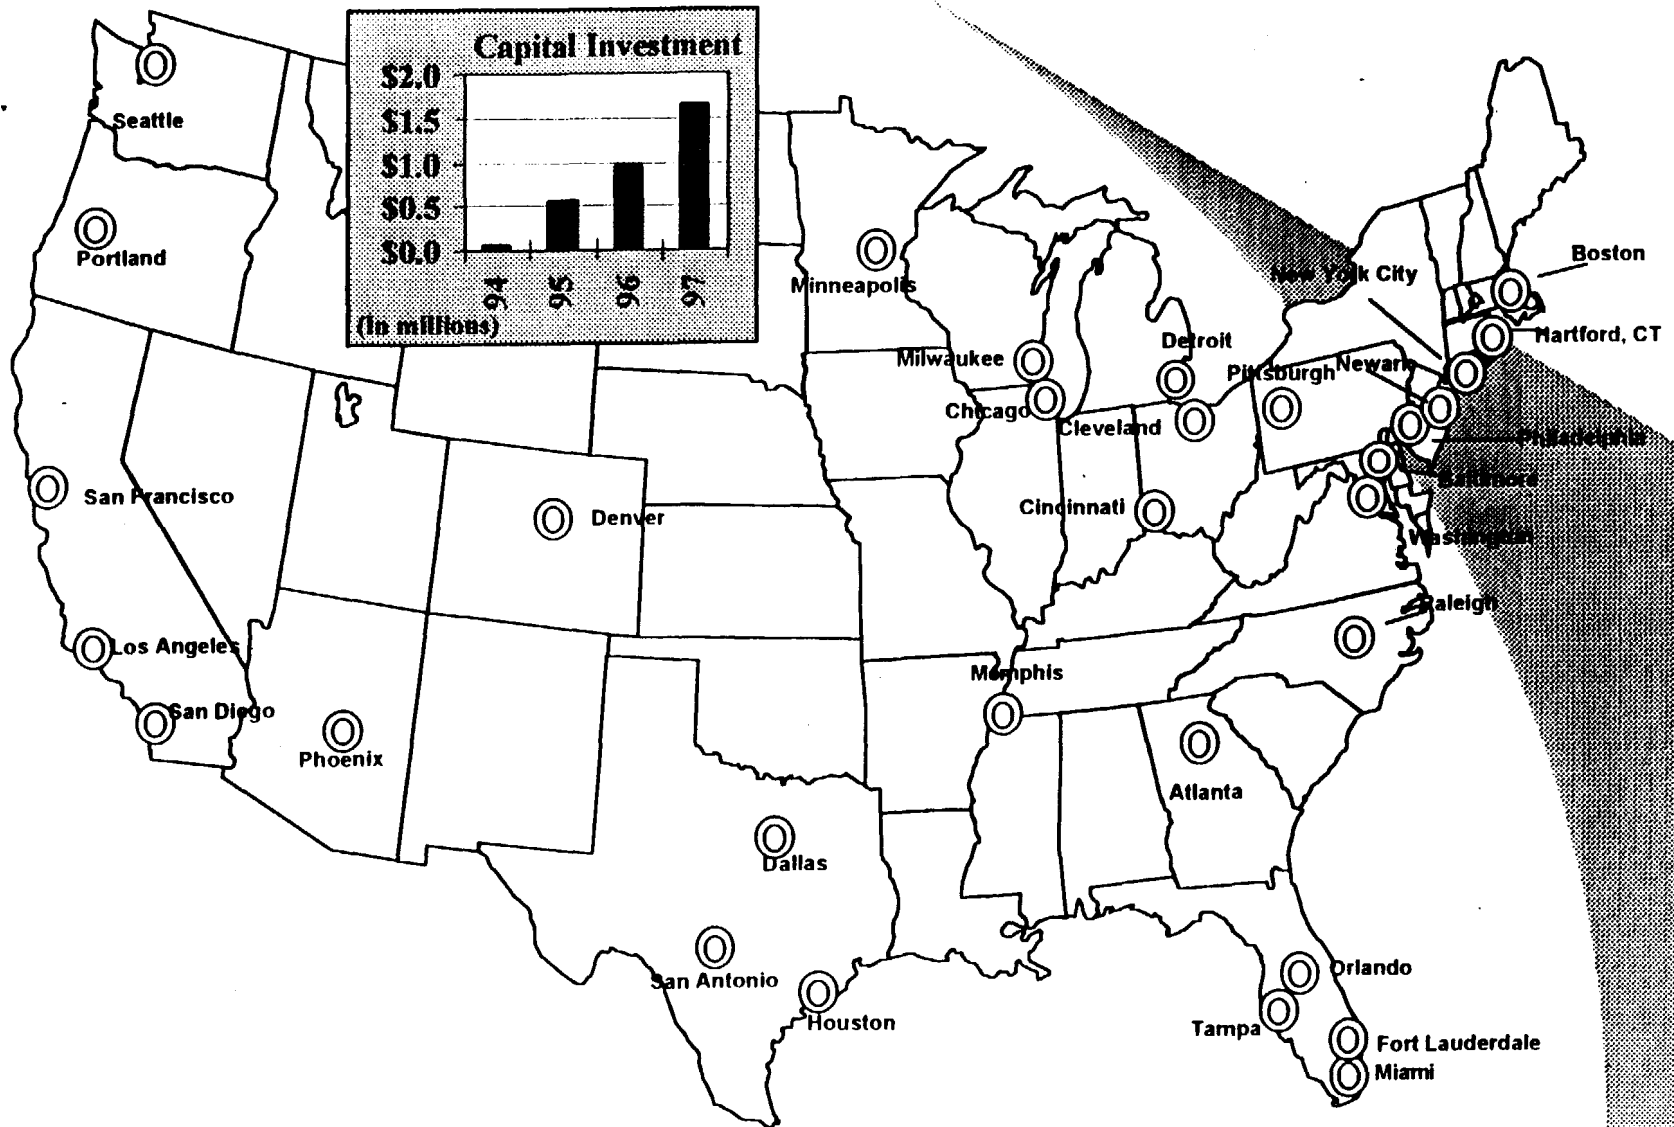 Capital Investment
$2.0
$1.5
$1.0
$0.5
$0.0
94
95
96
97
(In millions)
Seattle
Portland
Minneapolis
Boston
New York City
Hartford, CT
Detroit
Milwaukee
Pittsburgh
Newark
Chicago
Cleveland
Philadelphia
Baltimore
San Francisco
Denver
Cincinnati
Washington
Raleigh
Los Angeles
Memphis
San Diego
Phoenix
Atlanta
Dallas
San Antonio
Houston
Orlando
Tampa
Fort Lauderdale
Miami